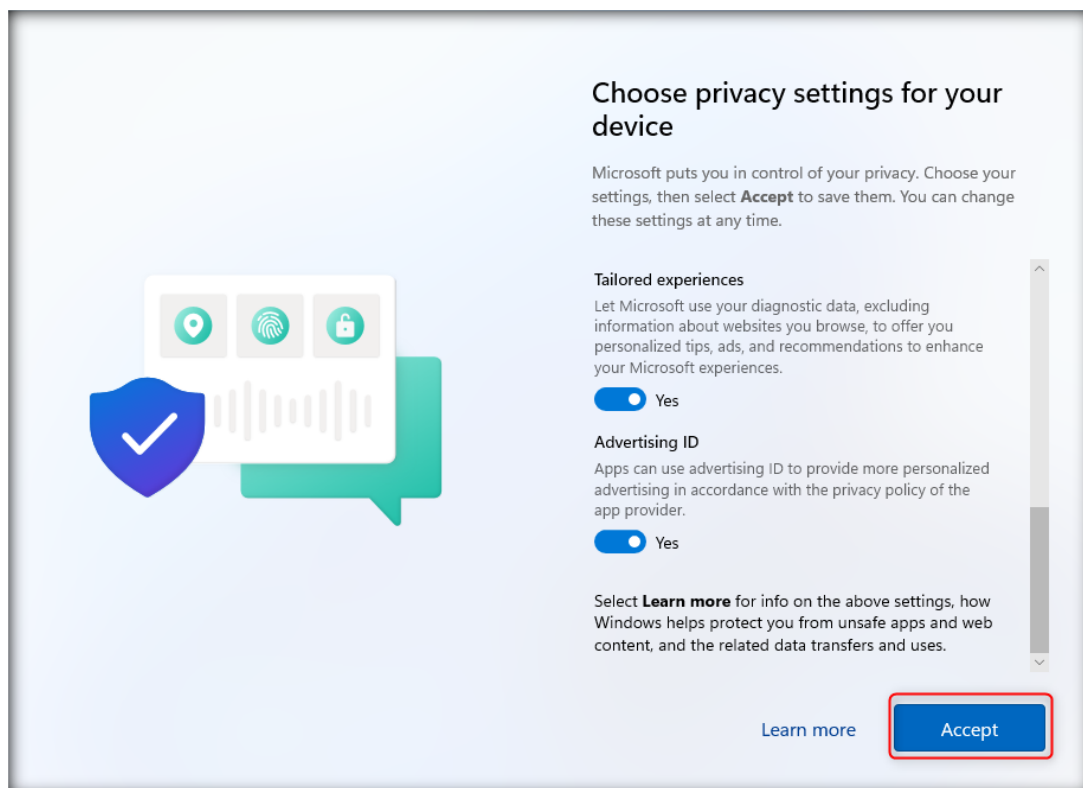 Choose privacy settings for your
device
Microsoft puts you in control of your privacy. Choose your
settings, then select Accept to save them. You can change
these settings at any time.
Tailored experiences
Let Microsoft use your diagnostic data, excluding
information about websites you browse, to offer you
personalized tips, ads, and recommendations to enhance
your Microsoft experiences.
Yes
Advertising ID
Apps can use advertising ID to provide more personalized
advertising in accordance with the privacy policy of the
app provider.
Yes
Select Learn more for info on the above settings, how
Windows helps protect you from unsafe apps and web
content, and the related data transfers and uses.
Learn more
Accept